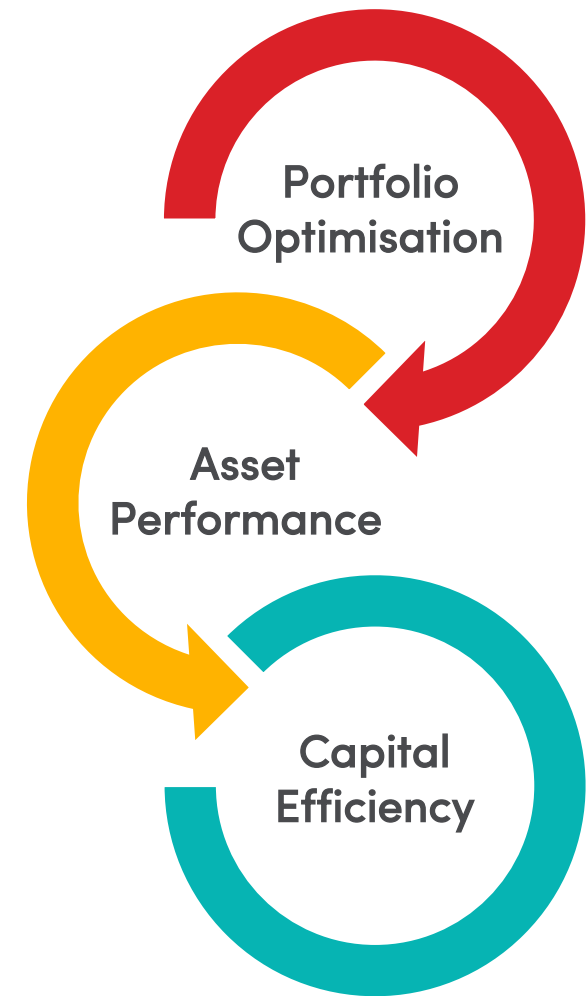 Portfolio
Optimisation
Asset
Performance
Capital
Efficiency